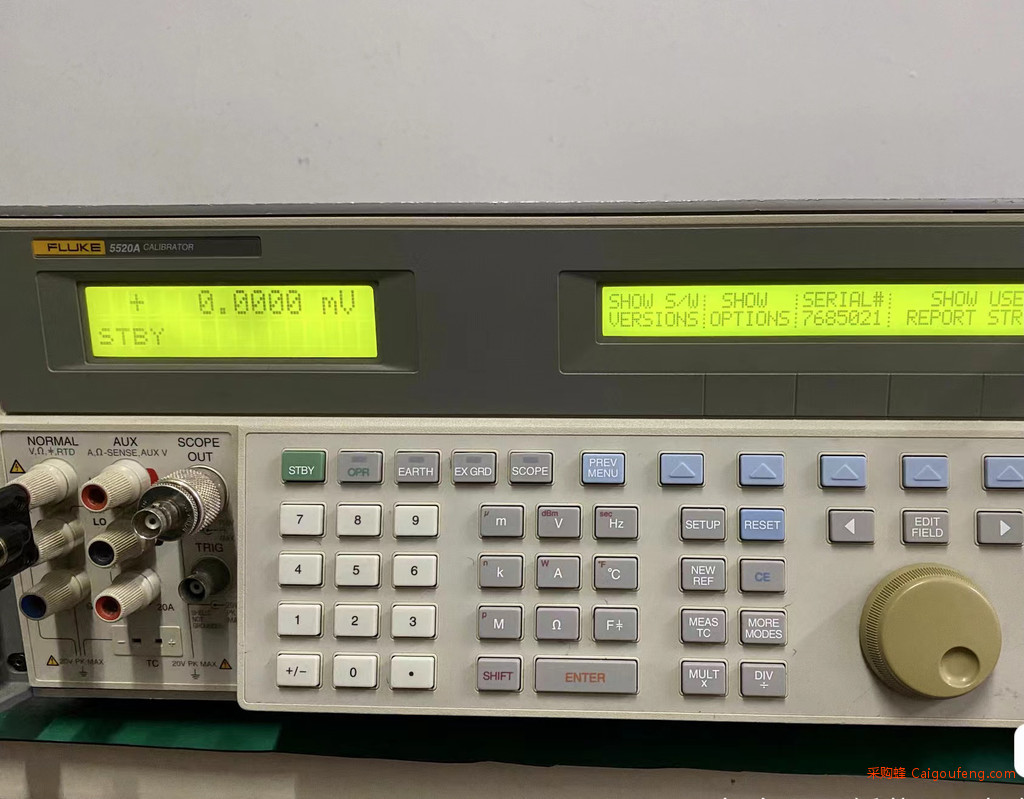 FLUKE 5520A CALIBRATOR
+ 0.0000 mV
STBY
SHOW S/W SHOW SERIAL# SHOW USE
VERSIONS OPTIONS 7685021 REPORT STR
NORMAL AUX SCOPE
V,Ω,⏚,RTD A,Ω-SENSE,AUX V OUT
LO
TRIG
20A
20V PK MAX TC 20V PK MAX
STBY OPR EARTH EX GRD SCOPE PREV MENU
7 8 9 µ m dBm V sec Hz SETUP RESET EDIT FIELD
4 5 6 n k W A °F °C NEW REF CE
1 2 3 p M Ω F MEAS TC MORE MODES
+/− 0 • SHIFT ENTER MULT x DIV ÷
采购蜂 Caigoufeng.com